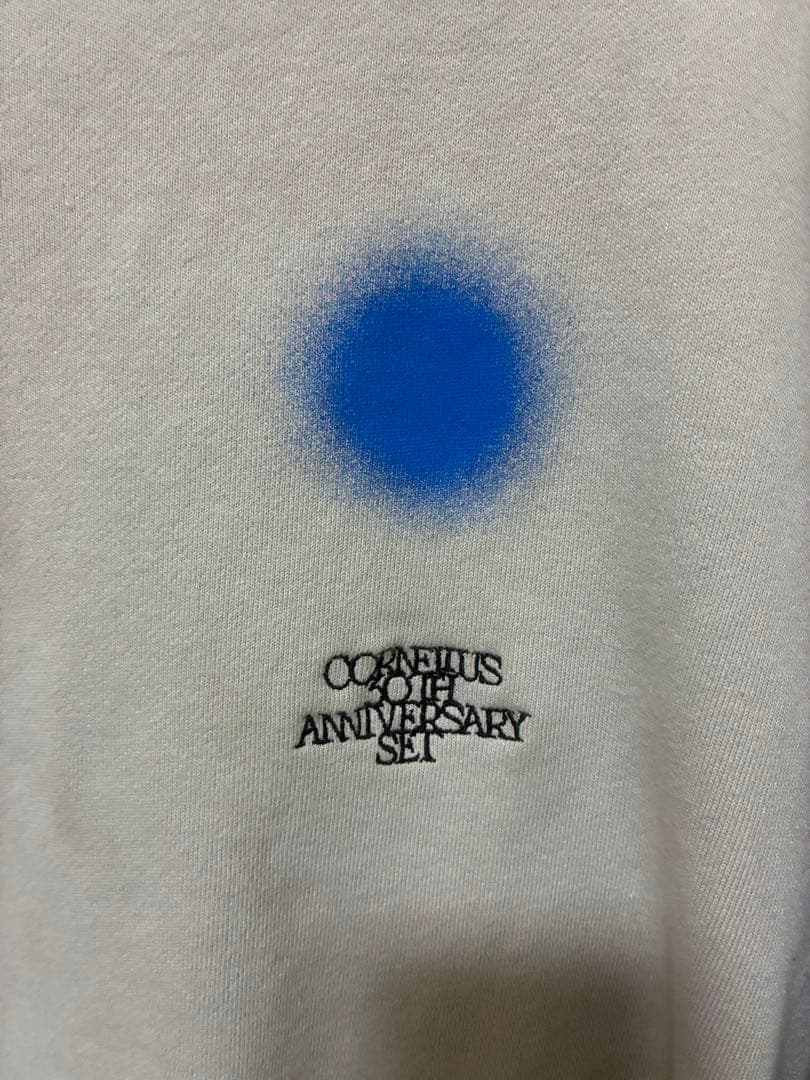 CORNELIUS
30TH
ANNIVERSARY
SET